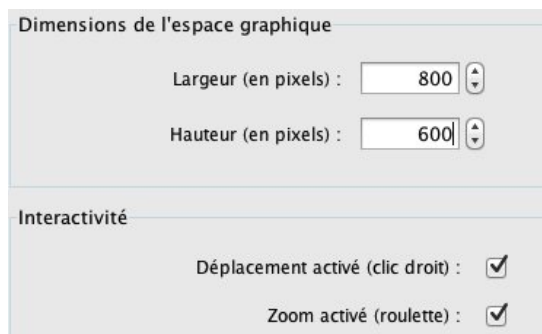 Dimensions de l'espace graphique
Largeur (en pixels) : 800
Hauteur (en pixels) : 600
Interactivité
Déplacement activé (clic droit) :
Zoom activé (roulette) :